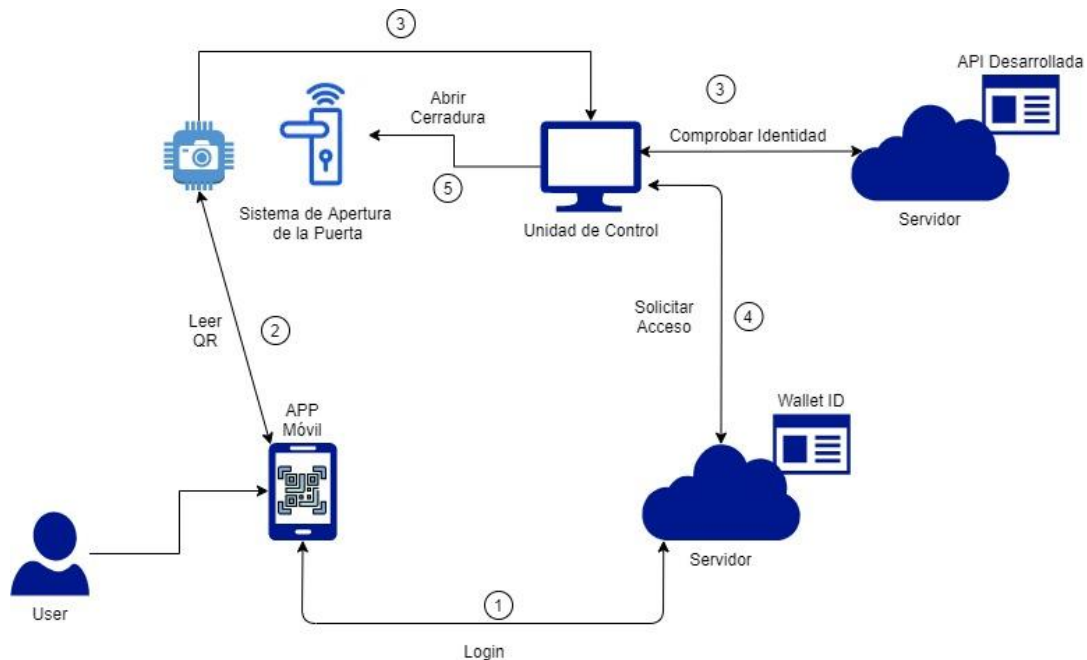 3
API Desarrollada
3
Abrir
Cerradura
Comprobar Identidad
5
Sistema de Apertura
de la Puerta
Unidad de Control
Servidor
Leer
QR
2
Solicitar
Acceso
4
APP
Móvil
Wallet ID
Servidor
User
1
Login